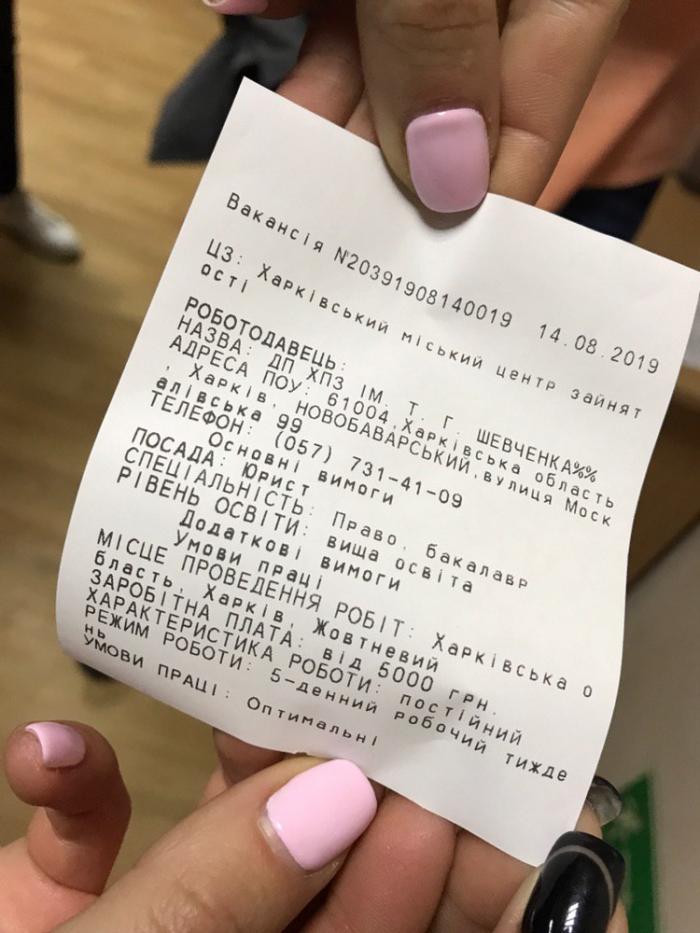 Вакансія №20391908140019 14.08.2019
ЦЗ: Харківський міський центр зайнят
ості
РОБОТОДАВЕЦЬ:
НАЗВА: ДП ХПЗ ІМ. Т. Г. ШЕВЧЕНКА%%
АДРЕСА ПОУ: 61004,Харківська область
, Харків, НОВОБАВАРСЬКИЙ,вулиця Моск
алівська 99
ТЕЛЕФОН: (057) 731-41-09
Основні вимоги
ПОСАДА: Юрист
СПЕЦІАЛЬНІСТЬ: Право, бакалавр
РІВЕНЬ ОСВІТИ: вища освіта
Додаткові вимоги
Умови праці
МІСЦЕ ПРОВЕДЕННЯ РОБІТ: Харківська о
бласть, Харків, Жовтневий
ЗАРОБІТНА ПЛАТА: від 5000 грн.
ХАРАКТЕРИСТИКА РОБОТИ: постійний
РЕЖИМ РОБОТИ: 5-денний робочий тижде
нь
УМОВИ ПРАЦІ: Оптимальні